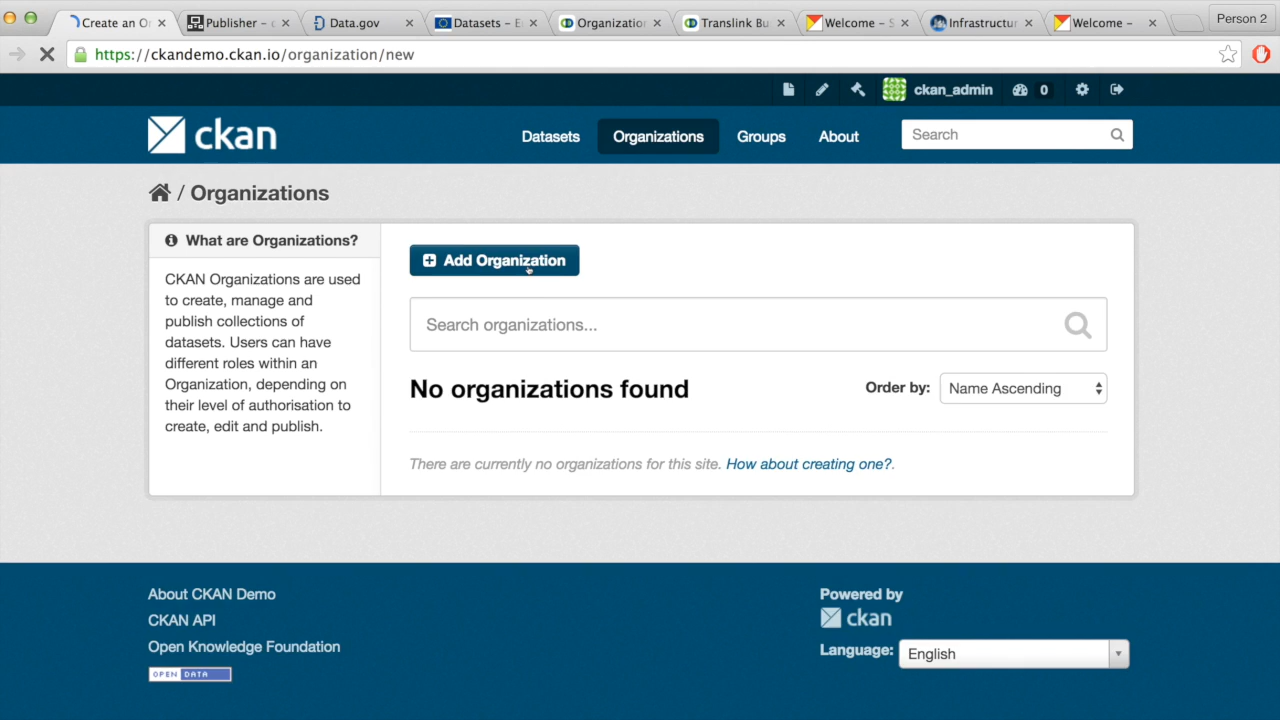 Create an O
Publisher –
Data.gov
Datasets – E
Organization
Translink Bu
Welcome – S
Infrastructur
Welcome –
Person 2
https://ckandemo.ckan.io/organization/new
ckan_admin
0
ckan
Datasets
Organizations
Groups
About
Search
/ Organizations
What are Organizations?
CKAN Organizations are used
to create, manage and
publish collections of
datasets. Users can have
different roles within an
Organization, depending on
their level of authorisation to
create, edit and publish.
Add Organization
Search organizations...
No organizations found
Order by:
Name Ascending
There are currently no organizations for this site. How about creating one?.
About CKAN Demo
CKAN API
Open Knowledge Foundation
OPEN DATA
Powered by
ckan
Language:
English